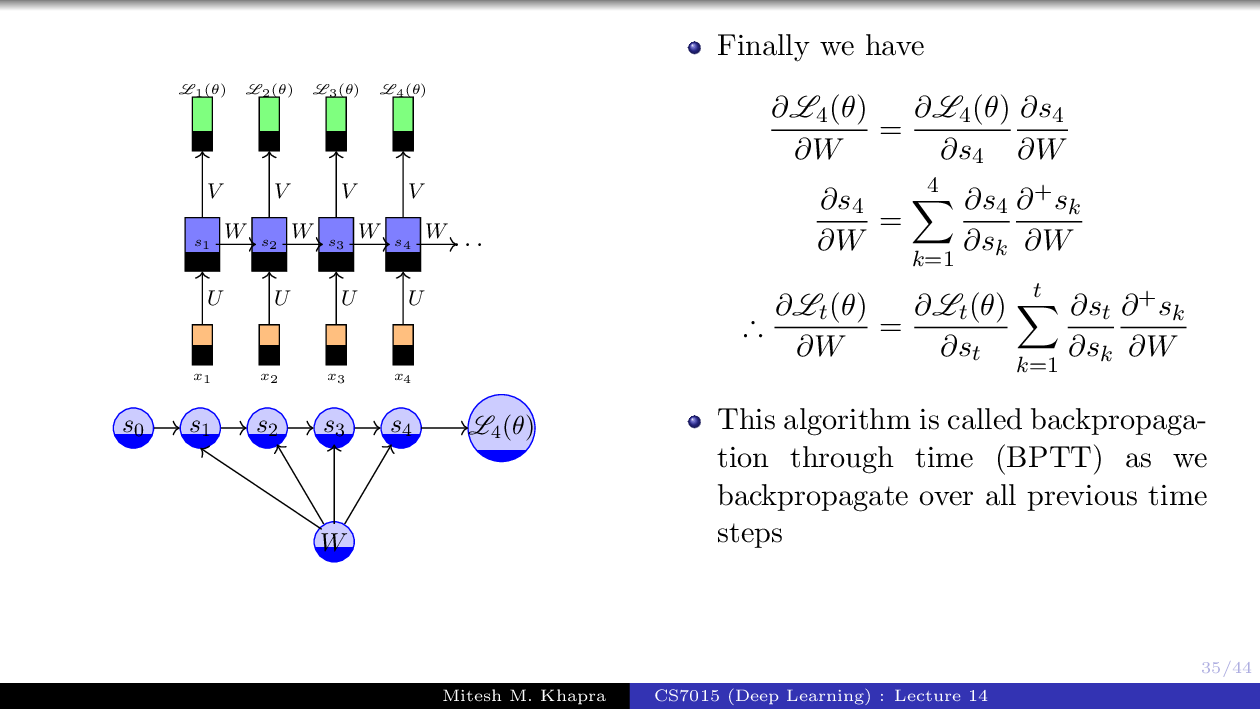 ℒ₁(θ) ℒ₂(θ) ℒ₃(θ) ℒ₄(θ)
V V V V
W W W W
s₁ s₂ s₃ s₄ ...
U U U U
x₁ x₂ x₃ x₄
s₀ s₁ s₂ s₃ s₄ ℒ₄(θ)
W
Finally we have
∂ℒ₄(θ)/∂W = ∂ℒ₄(θ)/∂s₄ ∂s₄/∂W
∂s₄/∂W = ∑_{k=1}^{4} ∂s₄/∂sₖ ∂⁺sₖ/∂W
∴ ∂ℒₜ(θ)/∂W = ∂ℒₜ(θ)/∂sₜ ∑_{k=1}^{t} ∂sₜ/∂sₖ ∂⁺sₖ/∂W
This algorithm is called backpropaga-
tion through time (BPTT) as we
backpropagate over all previous time
steps
35/44
Mitesh M. Khapra CS7015 (Deep Learning) : Lecture 14